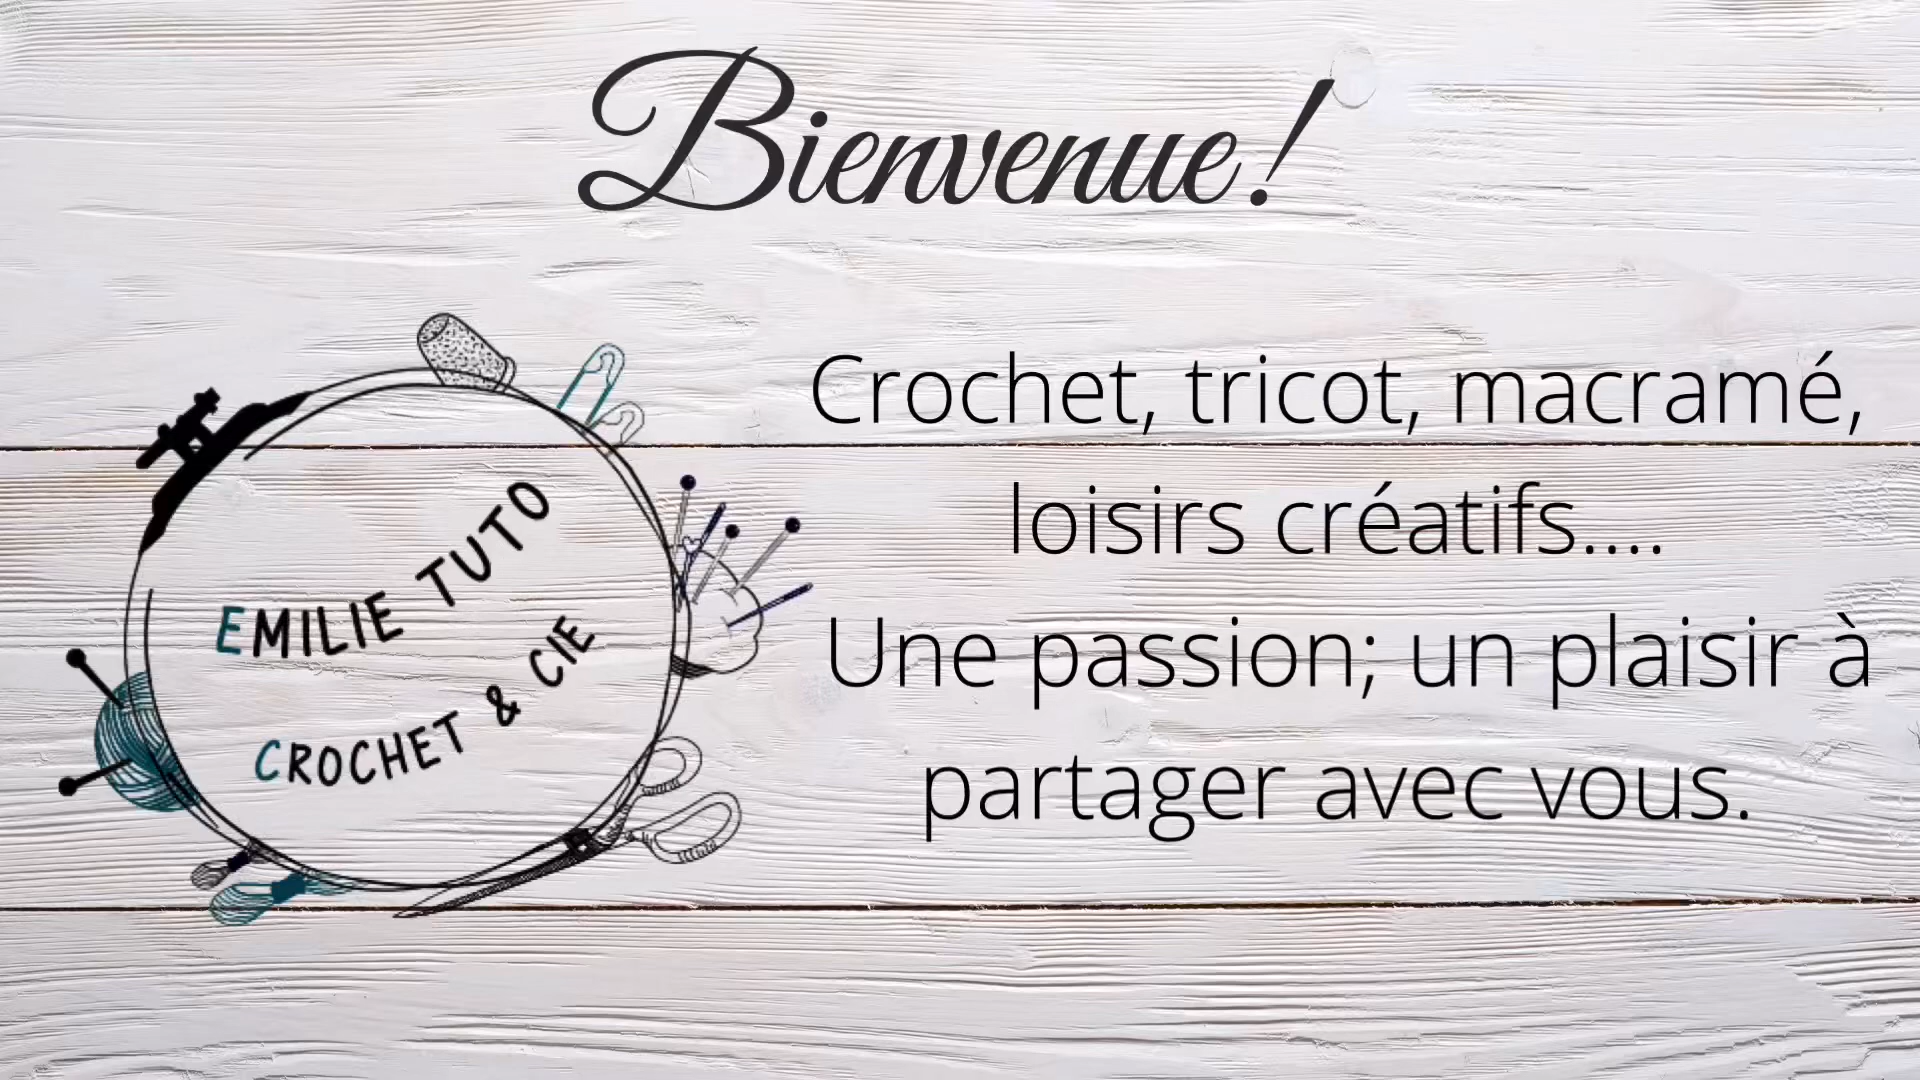 Bienvenue!
EMILIE TUTO
CROCHET & CIE
Crochet, tricot, macramé,
loisirs créatifs....
Une passion; un plaisir à
partager avec vous.